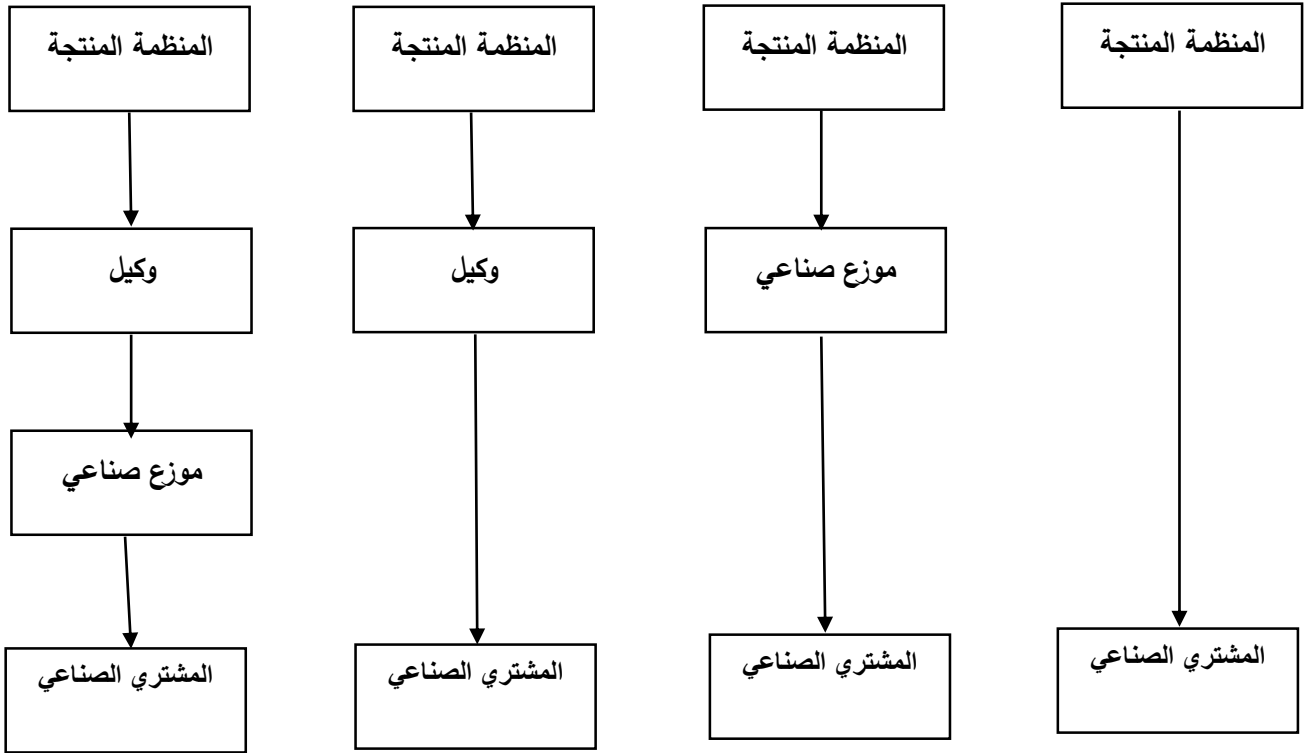 المنظمة المنتجة
المنظمة المنتجة
المنظمة المنتجة
المنظمة المنتجة
موزع صناعي
وكيل
وكيل
موزع صناعي
المشتري الصناعي
المشتري الصناعي
المشتري الصناعي
المشتري الصناعي